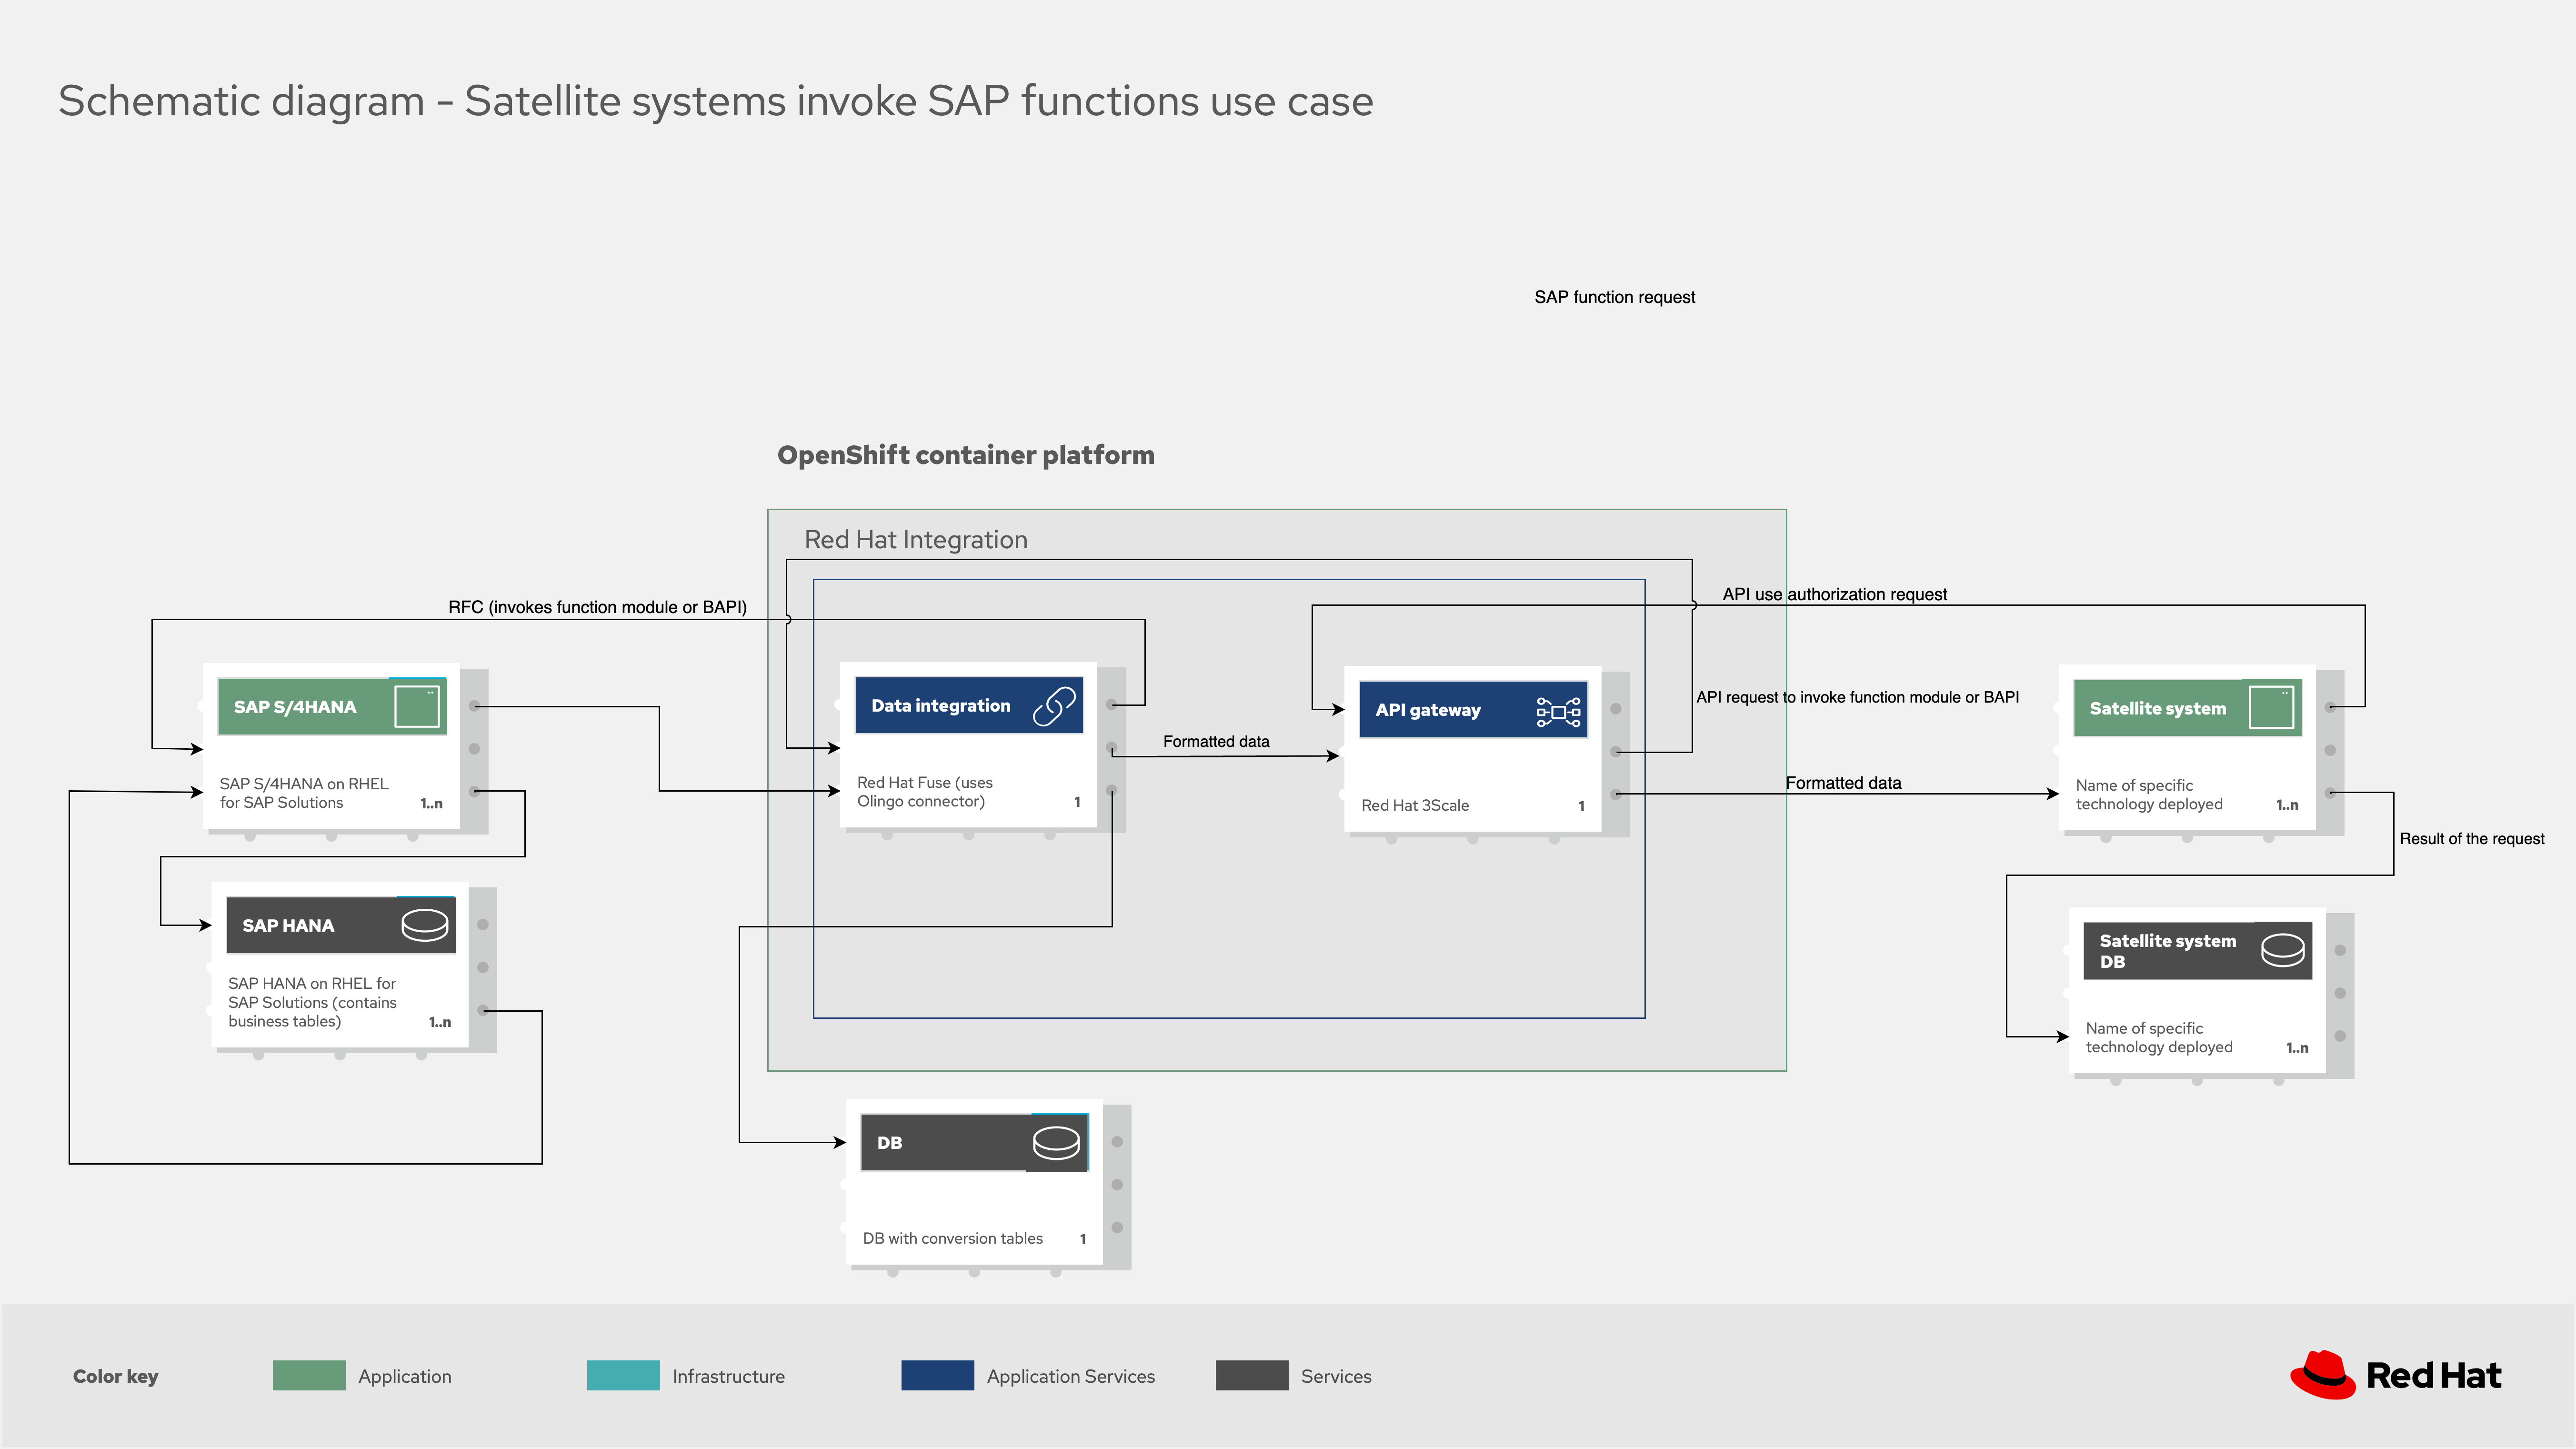 Schematic diagram - Satellite systems invoke SAP functions use case
SAP function request
OpenShift container platform
Red Hat Integration
RFC (invokes function module or BAPI)
API use authorization request
SAP S/4HANA
SAP S/4HANA on RHEL
for SAP Solutions
1..n
Data integration
Red Hat Fuse (uses
Olingo connector)
1
Formatted data
API gateway
Red Hat 3Scale
1
API request to invoke function module or BAPI
Formatted data
Satellite system
Name of specific
technology deployed
1..n
Result of the request
SAP HANA
SAP HANA on RHEL for
SAP Solutions (contains
business tables)
1..n
Satellite system
DB
Name of specific
technology deployed
1..n
DB
DB with conversion tables
1
Color key
Application
Infrastructure
Application Services
Services
Red Hat